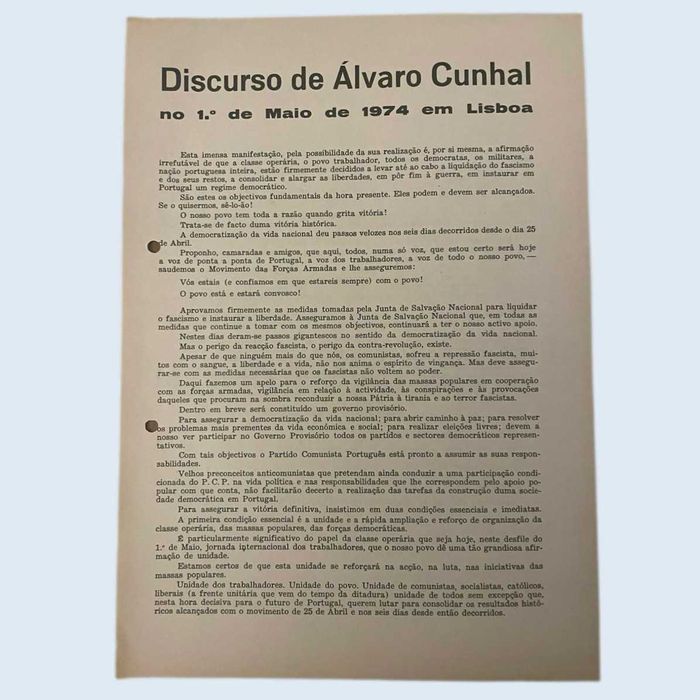 Discurso de Álvaro Cunhal
no 1.º de Maio de 1974 em Lisboa
Esta imensa manifestação, pela possibilidade da sua realização é, por si mesma, a afirmação
irrefutável de que a classe operária, o povo trabalhador, todos os democratas, os militares, a
nação portuguesa inteira, estão firmemente decididos a levar até ao cabo a liquidação do fascismo
e dos seus restos, a consolidar e alargar as liberdades, em pôr fim à guerra, em instaurar em
Portugal um regime democrático.
São estes os objectivos fundamentais da hora presente. Eles podem e devem ser alcançados.
Se o quisermos, sê-lo-ão!
O nosso povo tem toda a razão quando grita vitória!
Trata-se de facto duma vitória histórica.
A democratização da vida nacional deu passos velozes nos seis dias decorridos desde o dia 25
de Abril.
Proponho, camaradas e amigos, que aqui, todos, numa só voz, que estou certo será hoje
a voz de ponta a ponta de Portugal, a voz dos trabalhadores, a voz de todo o nosso povo, —
saudemos o Movimento das Forças Armadas e lhe asseguremos:
Vós estais (e confiamos em que estareis sempre) com o povo!
O povo está e estará convosco!
Aprovamos firmemente as medidas tomadas pela Junta de Salvação Nacional para liquidar
o fascismo e instaurar a liberdade. Asseguramos à Junta de Salvação Nacional que, em todas as
medidas que continue a tomar com os mesmos objectivos, continuará a ter o nosso activo apoio.
Nestes dias deram-se passos gigantescos no sentido da democratização da vida nacional.
Mas o perigo da reacção fascista, o perigo da contra-revolução, existe.
Apesar de que ninguém mais do que nós, os comunistas, sofreu a repressão fascista, mui-
tos com o sangue, a liberdade e a vida, não nos anima o espírito de vingança. Mas deve assegu-
rar-se com as medidas necessárias que os fascistas não voltem ao poder.
Daqui fazemos um apelo para o reforço da vigilância das massas populares em cooperação
com as forças armadas, vigilância em relação à actividade, às conspirações e às provocações
daqueles que procuram na sombra reconduzir a nossa Pátria à tirania e ao terror fascistas.
Dentro em breve será constituído um governo provisório.
Para assegurar a democratização da vida nacional; para abrir caminho à paz; para resolver
os problemas mais prementes da vida económica e social; para realizar eleições livres; devem a
nosso ver participar no Governo Provisório todos os partidos e sectores democráticos represen-
tativos.
Com tais objectivos o Partido Comunista Português está pronto a assumir as suas respon-
sabilidades.
Velhos preconceitos anticomunistas que pretendam ainda conduzir a uma participação condi-
cionada do P. C. P. na vida política e nas responsabilidades que lhe correspondem pelo apoio po-
pular com que conta, não facilitarão decerto a realização das tarefas da construção duma socie-
dade democrática em Portugal.
Para assegurar a vitória definitiva, insistimos em duas condições essenciais e imediatas.
A primeira condição essencial é a unidade e a rápida ampliação e reforço de organização da
classe operária, das massas populares, das forças democráticas.
É particularmente significativo do papel da classe operária que seja hoje, neste desfile do
1.º de Maio, jornada internacional dos trabalhadores, que o nosso povo dê uma tão grandiosa afir-
mação de unidade.
Estamos certos de que esta unidade se reforçará na acção, na luta, nas iniciativas das
massas populares.
Unidade dos trabalhadores. Unidade do povo. Unidade de comunistas, socialistas, católicos,
liberais (a frente unitária que vem do tempo da ditadura) unidade de todos sem excepção que,
nesta hora decisiva para o futuro de Portugal, querem lutar para consolidar os resultados histó-
ricos alcançados com o movimento de 25 de Abril e nos seis dias desde então decorridos.